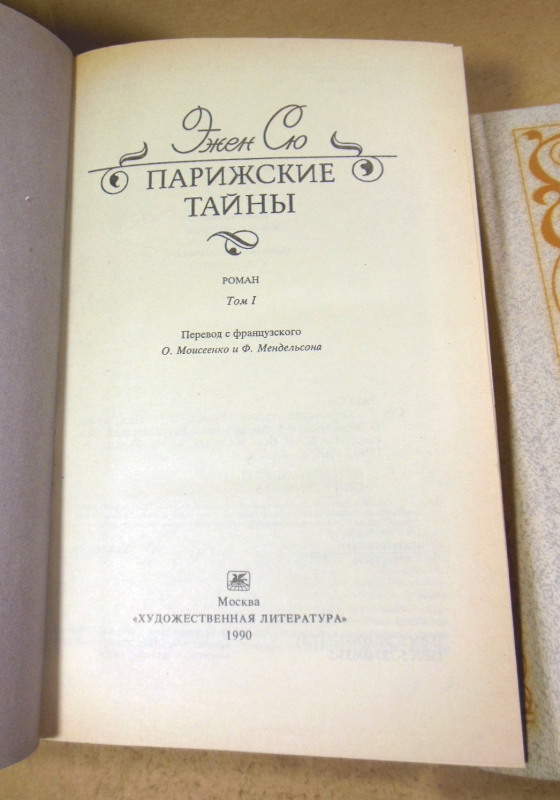 Эжен Сю
ПАРИЖСКИЕ
ТАЙНЫ
РОМАН
Том I
Перевод с французского
О. Моисеенко и Ф. Мендельсона
Москва
«ХУДОЖЕСТВЕННАЯ ЛИТЕРАТУРА»
1990